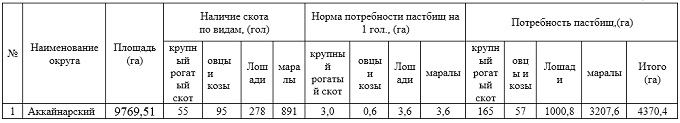 № Наименование округа Площадь (га) Наличие скота по видам, (гол) Норма потребности пастбищ на 1 гол., (га) Потребность пастбищ,(га)
крупный рогатый скот овцы и козы Лошади маралы крупный рогатый скот овцы и козы Лошади маралы крупный рогатый скот овцы и козы Лошади маралы Итого (га)
1 Аккайнарский 9769,51 55 95 278 891 3,0 0,6 3,6 3,6 165 57 1000,8 3207,6 4370,4